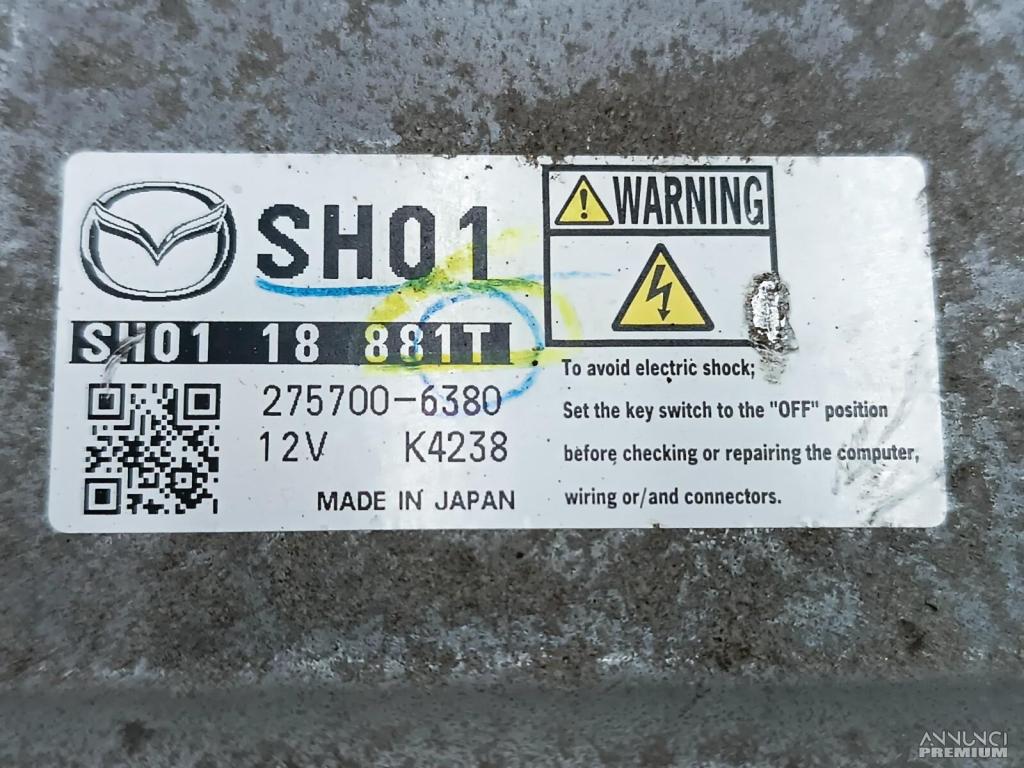 SH01
SH01 18 881T
275700-6380
12V K4238
MADE IN JAPAN
WARNING
To avoid electric shock;
Set the key switch to the "OFF" position
before checking or repairing the computer,
wiring or/and connectors.
ANNUNCI
PREMIUM